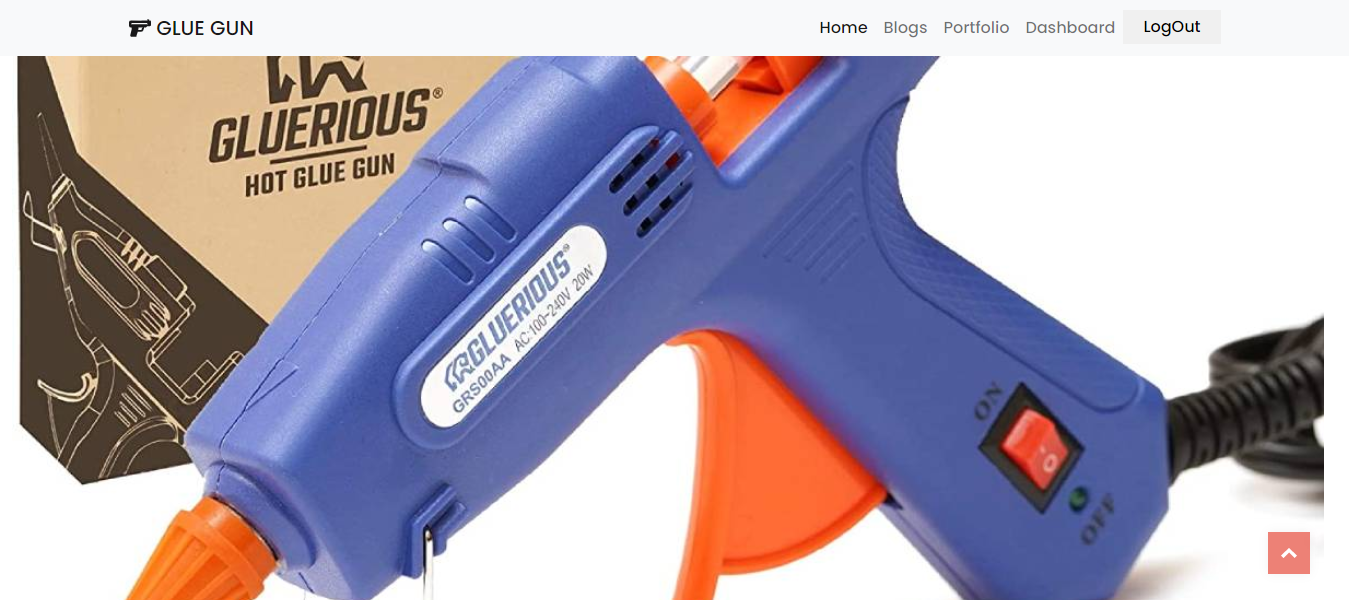 GLUE GUN
Home Blogs Portfolio Dashboard LogOut
GLUERIOUS®
HOT GLUE GUN
GLUERIOUS®
GRS00AA AC:100-240V 20W
ON
OFF